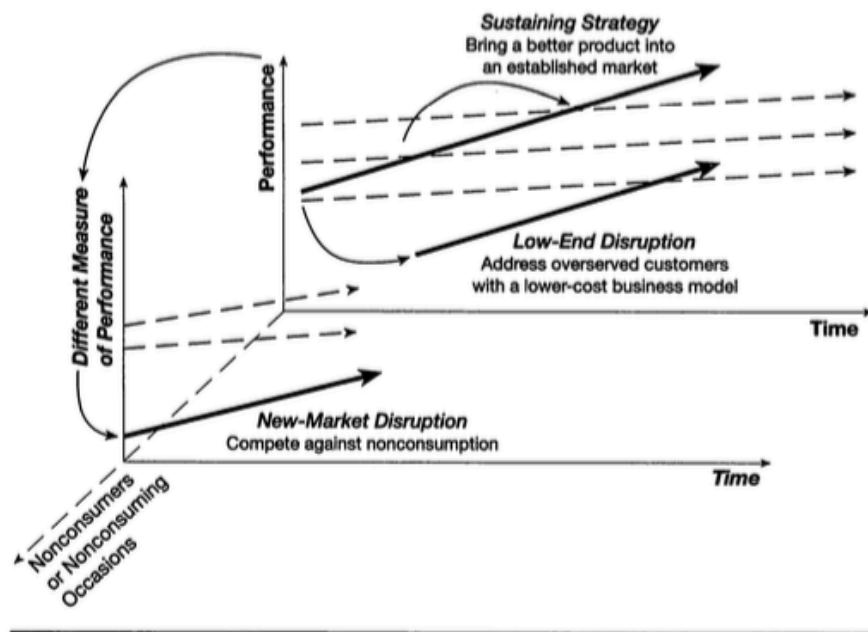 Sustaining Strategy
Bring a better product into
an established market
Performance
Different Measure
of Performance
Low-End Disruption
Address overserved customers
with a lower-cost business model
Time
New-Market Disruption
Compete against nonconsumption
Time
Nonconsumers
or Nonconsuming
Occasions